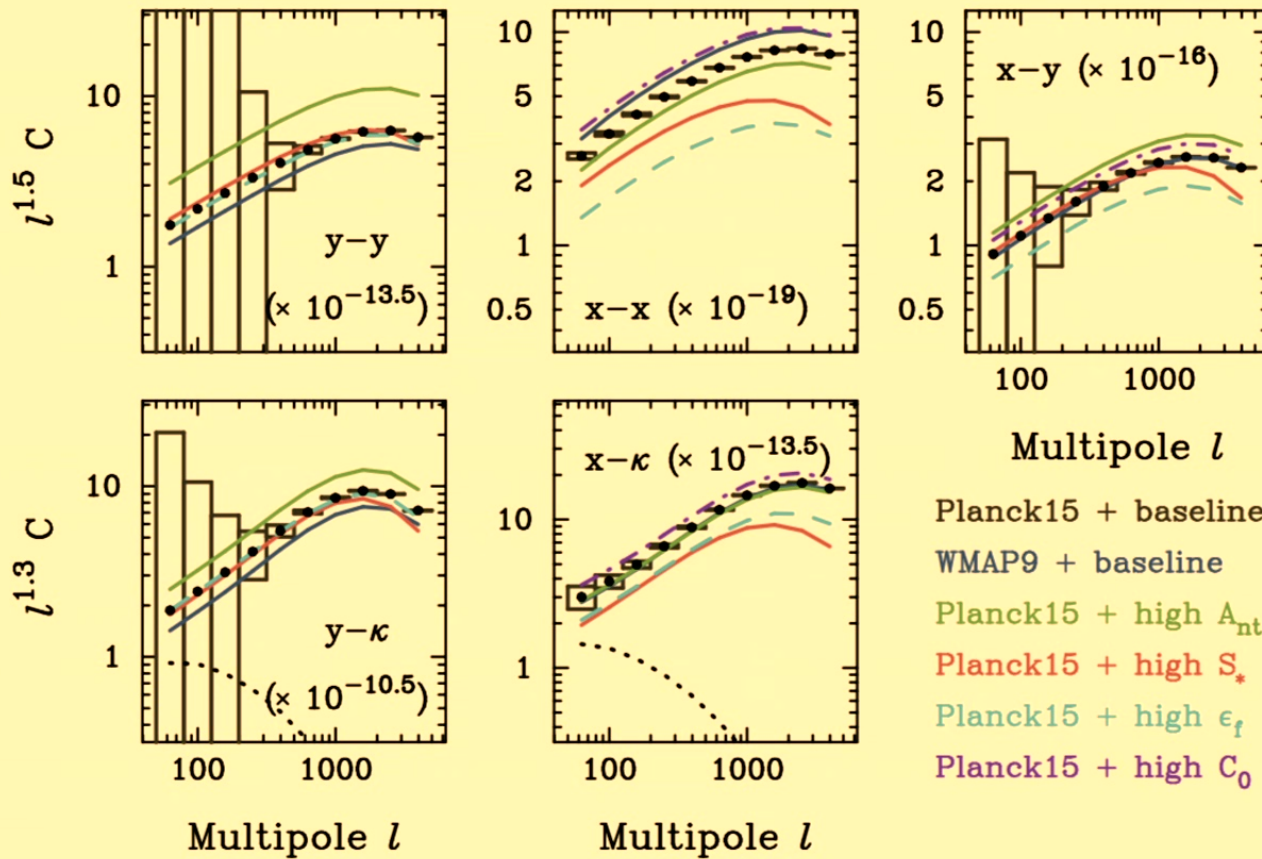 l^{1.5} C
10
1
y−y
(× 10^{−13.5})
10
5
2
1
0.5
x−x (× 10^{−19})
10
5
2
1
0.5
x−y (× 10^{−16})
100
1000
Multipole l
l^{1.3} C
10
1
y−κ
(× 10^{−10.5})
100
1000
Multipole l
10
1
x−κ (× 10^{−13.5})
100
1000
Multipole l
Planck15 + baseline
WMAP9 + baseline
Planck15 + high A_{nt}
Planck15 + high S_*
Planck15 + high ϵ_f
Planck15 + high C_0